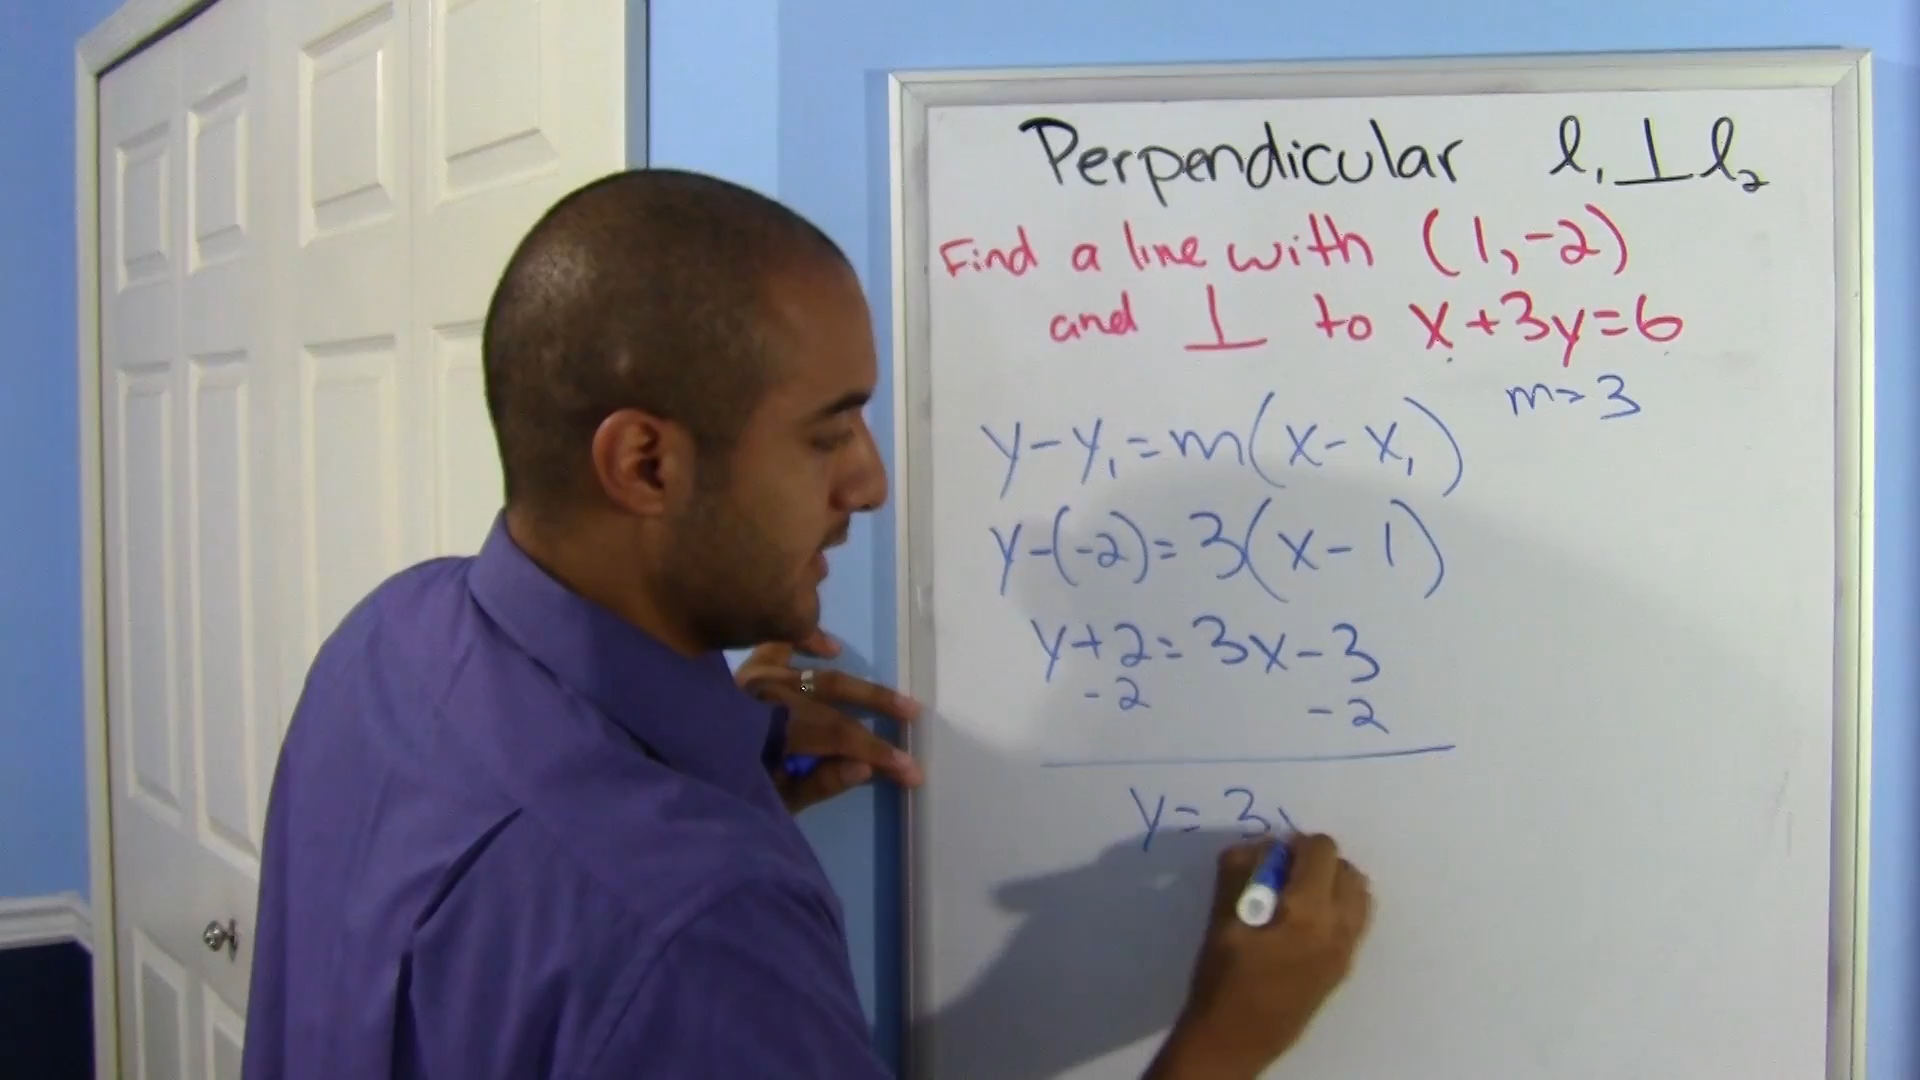 Perpendicular l₁ ⊥ l₂
Find a line with (1,-2)
and ⊥ to x+3y=6
m=3
y-y₁=m(x-x₁)
y-(-2)=3(x-1)
y+2=3x-3
-2 -2
y=3x